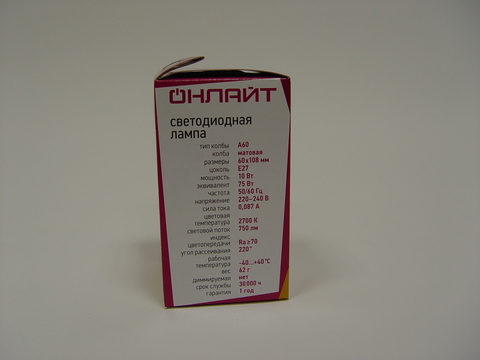 ОНЛАЙТ
светодиодная
лампа
тип колбы А60
колба матовая
размеры 60х108 мм
цоколь Е27
мощность 10 Вт
эквивалент 75 Вт
частота 50/60 Гц
напряжение 220-240 В
сила тока 0,087 А
цветовая
температура 2700 К
световой поток 750 лм
индекс
цветопередачи Ra≥70
угол рассеивания 220°
рабочая
температура -40...+40°С
вес 62 г
диммируемая нет
срок службы 30000 ч
гарантия 1 год